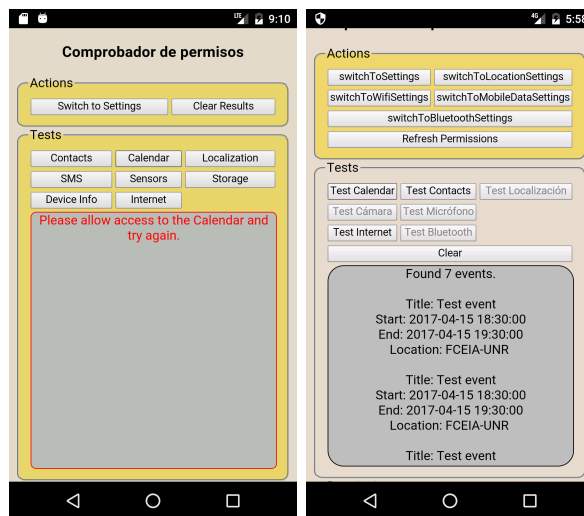 LTE 9:10
Comprobador de permisos
Actions
Switch to Settings Clear Results
Tests
Contacts Calendar Localization
SMS Sensors Storage
Device Info Internet
Please allow access to the Calendar and
try again.
4G 5:58
Actions
switchToSettings switchToLocationSettings
switchToWifiSettings switchToMobileDataSettings
switchToBluetoothSettings
Refresh Permissions
Tests
Test Calendar Test Contacts Test Localización
Test Cámara Test Micrófono
Test Internet Test Bluetooth
Clear
Found 7 events.
Title: Test event
Start: 2017-04-15 18:30:00
End: 2017-04-15 19:30:00
Location: FCEIA-UNR
Title: Test event
Start: 2017-04-15 18:30:00
End: 2017-04-15 19:30:00
Location: FCEIA-UNR
Title: Test event